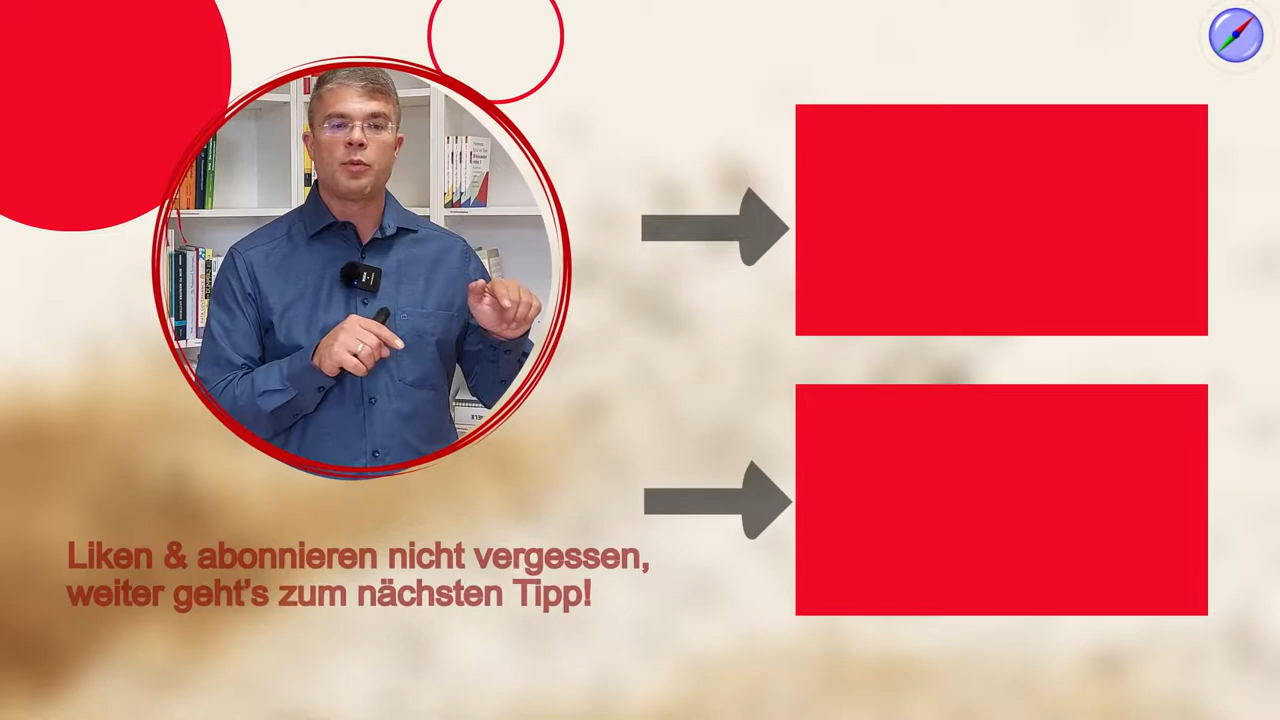 Liken & abonnieren nicht vergessen,
weiter geht's zum nächsten Tipp!